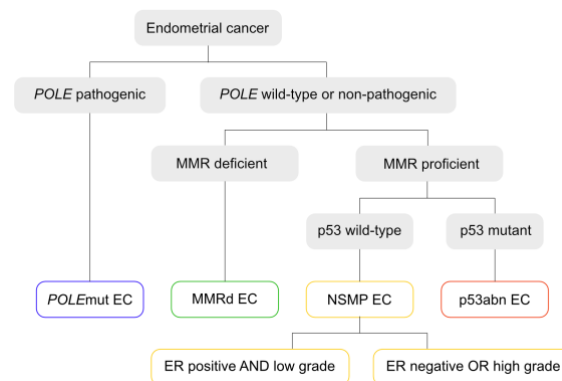 Endometrial cancer
POLE pathogenic
POLE wild-type or non-pathogenic
MMR deficient
MMR proficient
p53 wild-type
p53 mutant
POLEmut EC
MMRd EC
NSMP EC
p53abn EC
ER positive AND low grade
ER negative OR high grade